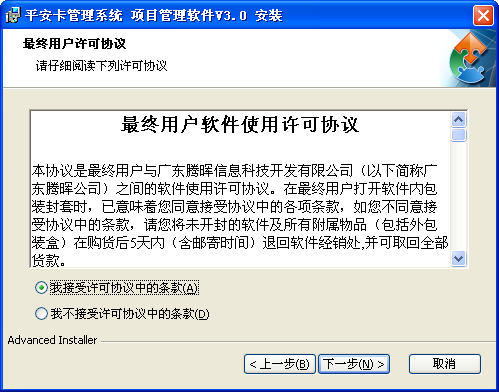 平安卡管理系统 项目管理软件V3.0 安装
最终用户许可协议
请仔细阅读下列许可协议
最终用户软件使用许可协议
本协议是最终用户与广东腾晖信息科技开发有限公司（以下简称广
东腾晖公司）之间的软件使用许可协议。在最终用户打开软件内包
装封套时，已意味着您同意接受协议中的各项条款，如您不同意接
受协议中的条款，请您将未开封的软件及所有附属物品（包括外包
装盒）在购货后5天内（含邮寄时间）退回软件经销处,并可取回全部
货款。
我接受许可协议中的条款(A)
我不接受许可协议中的条款(D)
Advanced Installer
< 上一步(B)
下一步(N) >
取消